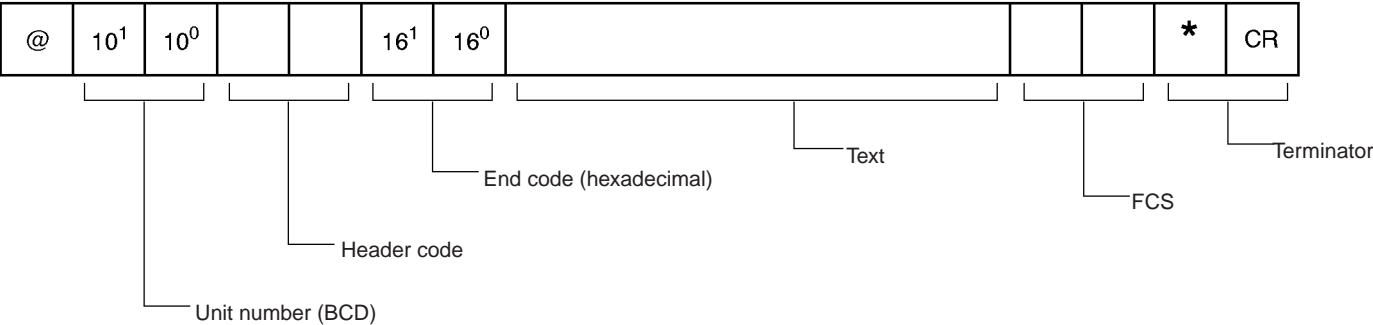 @ 10¹ 10⁰ 16¹ 16⁰ * CR
Terminator
Text
End code (hexadecimal)
FCS
Header code
Unit number (BCD)